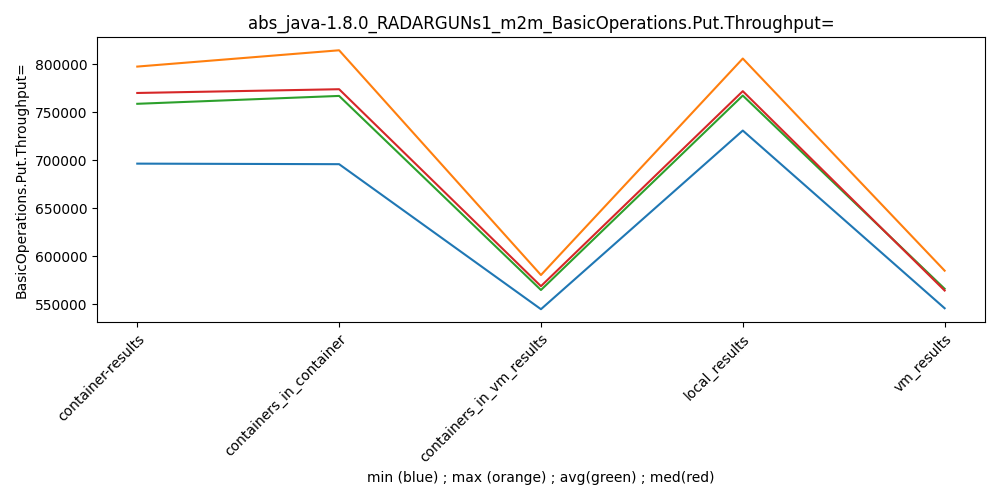 abs_java-1.8.0_RADARGUNs1_m2m_BasicOperations.Put.Throughput=
BasicOperations.Put.Throughput=
800000
750000
700000
650000
600000
550000
container-results
containers_in_container
containers_in_vm_results
local_results
vm_results
min (blue) ; max (orange) ; avg(green) ; med(red)